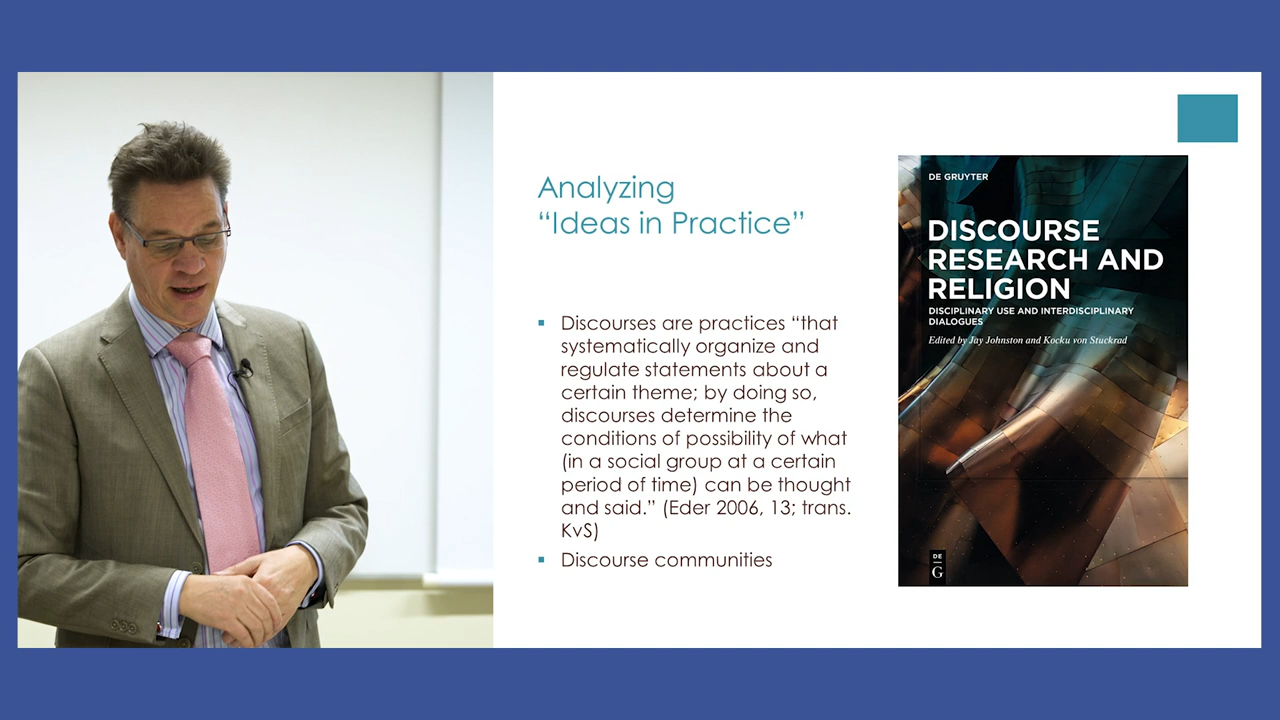 Analyzing
“Ideas in Practice”
▪ Discourses are practices “that
systematically organize and
regulate statements about a
certain theme; by doing so,
discourses determine the
conditions of possibility of what
(in a social group at a certain
period of time) can be thought
and said.” (Eder 2006, 13; trans.
KvS)
▪ Discourse communities
DE GRUYTER
DISCOURSE
RESEARCH AND
RELIGION
DISCIPLINARY USE AND INTERDISCIPLINARY
DIALOGUES
Edited by Jay Johnston and Kocku von Stuckrad
DE
G